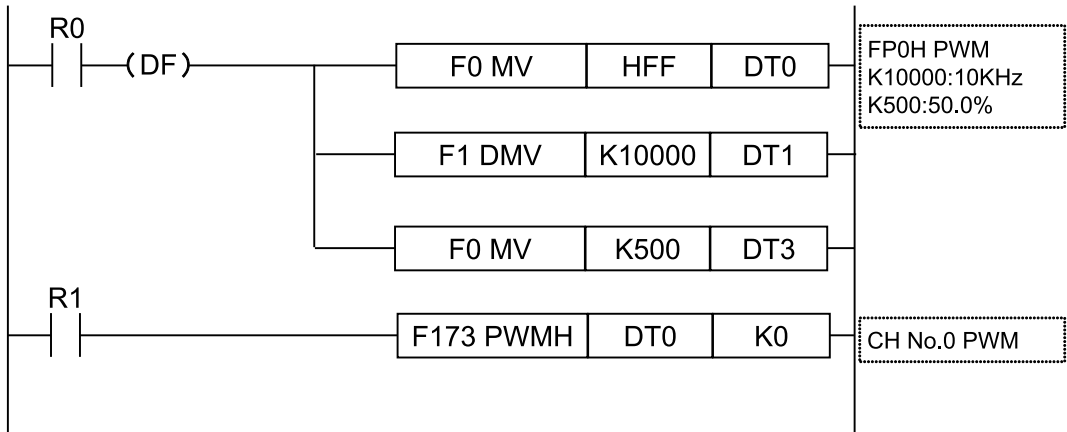 R0
(DF)
F0 MV HFF DT0
FP0H PWM
K10000:10KHz
K500:50.0%
F1 DMV K10000 DT1
F0 MV K500 DT3
R1
F173 PWMH DT0 K0
CH No.0 PWM